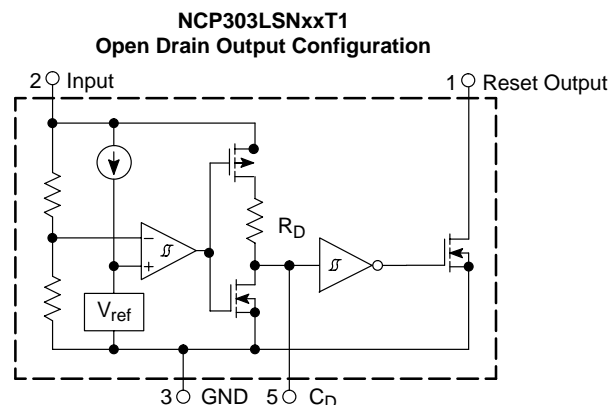 NCP303LSNxxT1
Open Drain Output Configuration
2 Input
1 Reset Output
R_D
−
+
V_ref
3 GND 5 C_D